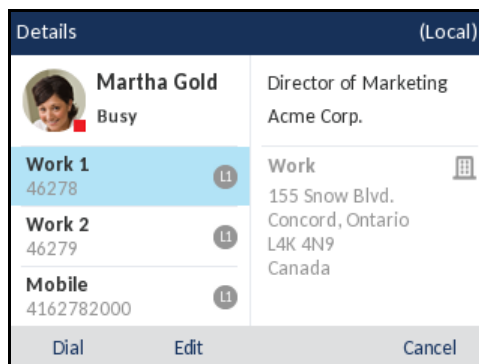 Details (Local)
Martha Gold
Busy
Director of Marketing
Acme Corp.
Work 1
46278
L1
Work 2
46279
L1
Mobile
4162782000
L1
Work
155 Snow Blvd.
Concord, Ontario
L4K 4N9
Canada
Dial Edit Cancel